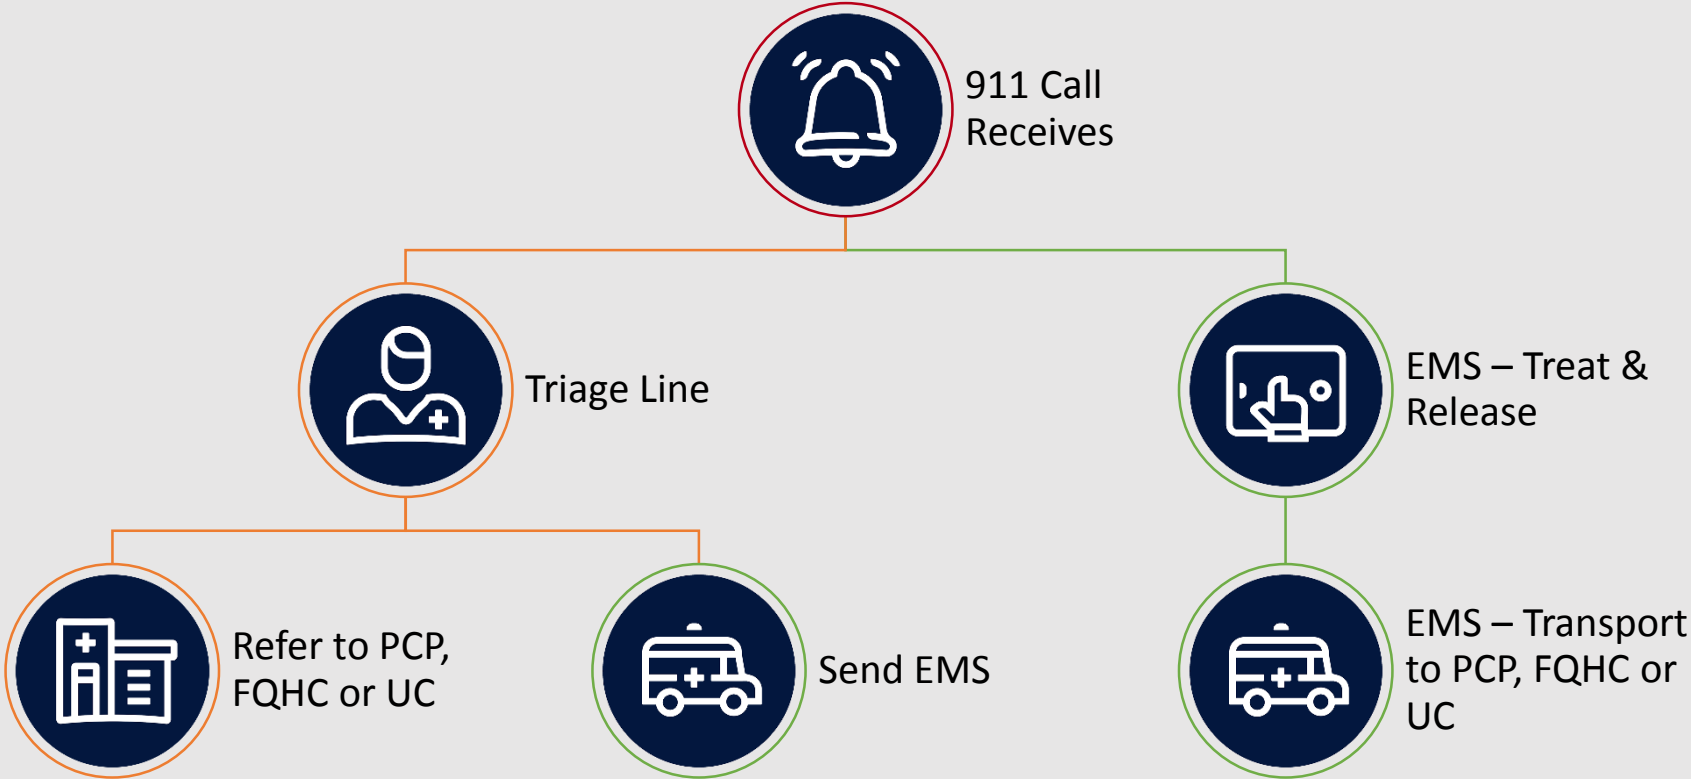 911 Call
Receives
Triage Line
EMS – Treat &
Release
Refer to PCP,
FQHC or UC
Send EMS
EMS – Transport
to PCP, FQHC or
UC